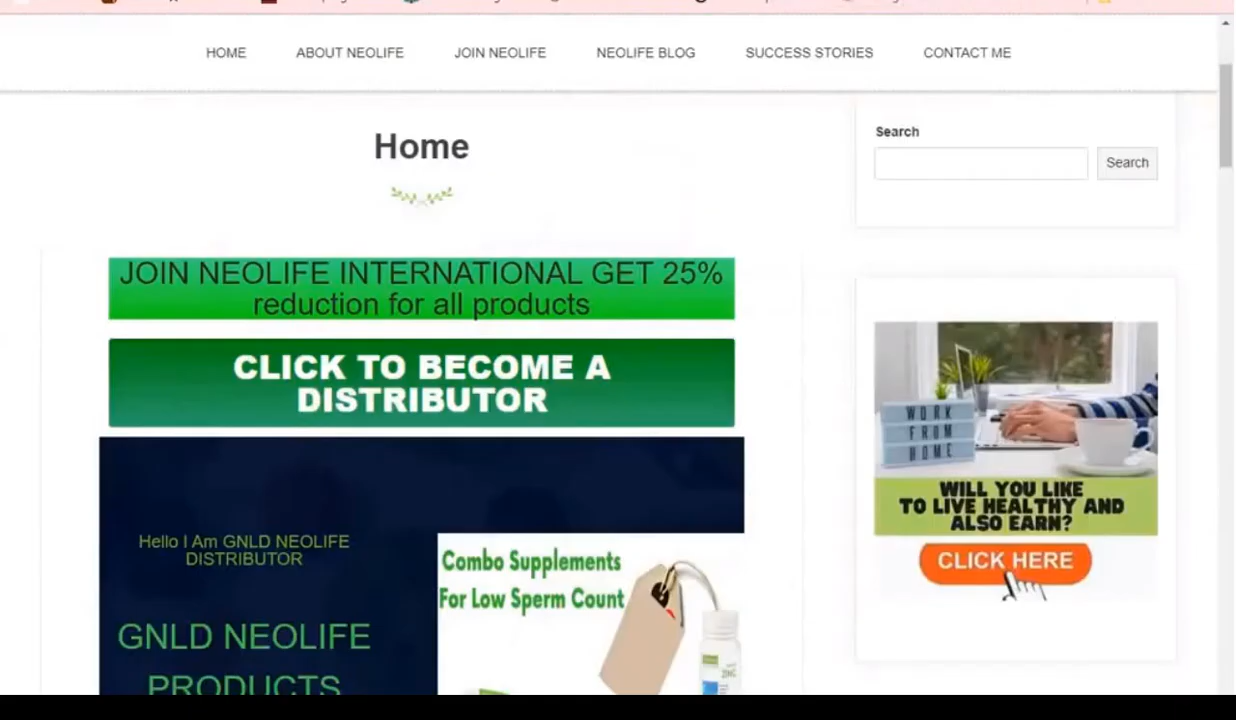 HOME ABOUT NEOLIFE JOIN NEOLIFE NEOLIFE BLOG SUCCESS STORIES CONTACT ME
Home
JOIN NEOLIFE INTERNATIONAL GET 25%
reduction for all products
CLICK TO BECOME A
DISTRIBUTOR
Hello I Am GNLD NEOLIFE
DISTRIBUTOR
GNLD NEOLIFE
PRODUCTS
Combo Supplements
For Low Sperm Count
ZINC
Search
Search
WORK
FROM
HOME
WILL YOU LIKE
TO LIVE HEALTHY AND
ALSO EARN?
CLICK HERE